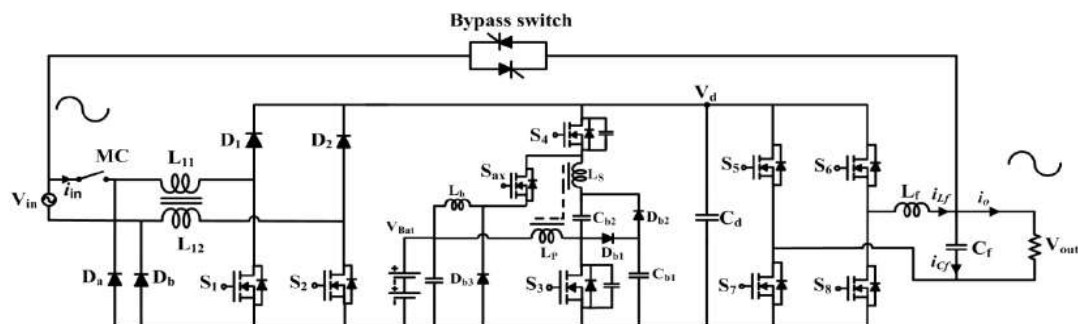 Bypass switch
V_d
D_1
D_2
S_4
MC
L_11
S_ax
L_S
S_5
S_6
i_in
L_f
i_Lf
i_o
V_in
L_b
C_b2
D_b2
C_d
V_Bat
L_12
L_P
D_b1
C_f
V_out
D_a
D_b
S_1
S_2
D_b3
S_3
C_b1
S_7
S_8
i_Cf